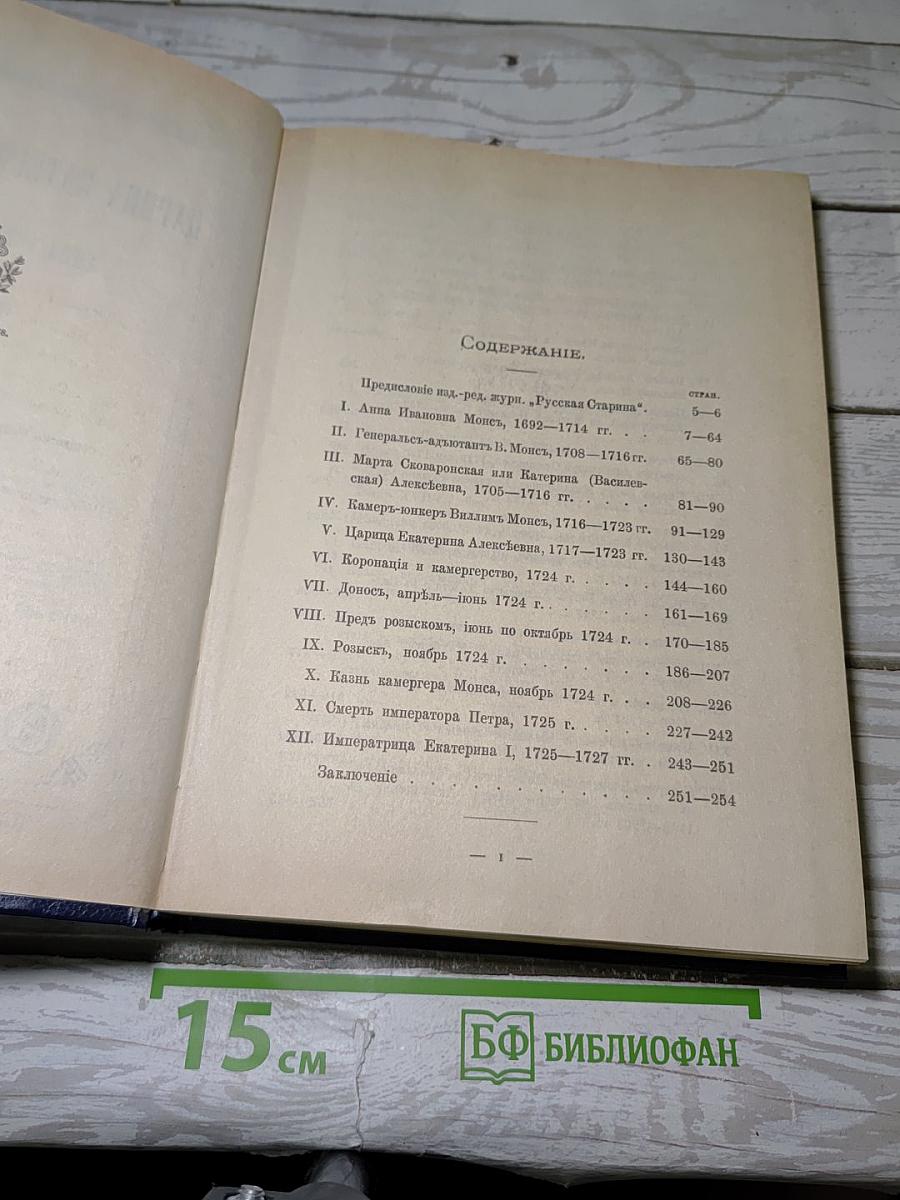 Содержаніе.
стран.
Предисловіе изд.-ред. журн. „Русская Старина“. 5—6
I. Анна Ивановна Монсъ, 1692—1714 гг. . . 7—64
II. Генералъ-адъютантъ В. Монсъ, 1708—1716 гг. 65—80
III. Марта Сковаронская или Катерина (Василев-
ская) Алексѣевна, 1705—1716 гг. . . . . 81—90
IV. Камеръ-юнкеръ Виллимъ Монсъ, 1716—1723 гг. 91—129
V. Царица Екатерина Алексѣевна, 1717—1723 гг. 130—143
VI. Коронація и камергерство, 1724 г. . . . . 144—160
VII. Доносъ, апрѣль—іюнь 1724 г. . . . . . 161—169
VIII. Предъ розыскомъ, іюнь по октябрь 1724 г. . 170—185
IX. Розыскъ, ноябрь 1724 г. . . . . . . . 186—207
X. Казнь камергера Монса, ноябрь 1724 г. . . 208—226
XI. Смерть императора Петра, 1725 г. . . . . 227—242
XII. Императрица Екатерина I, 1725—1727 гг. . 243—251
Заключеніе . . . . . . . . . . . . 251—254
— I —
15 см
БФ БИБЛИОФАН